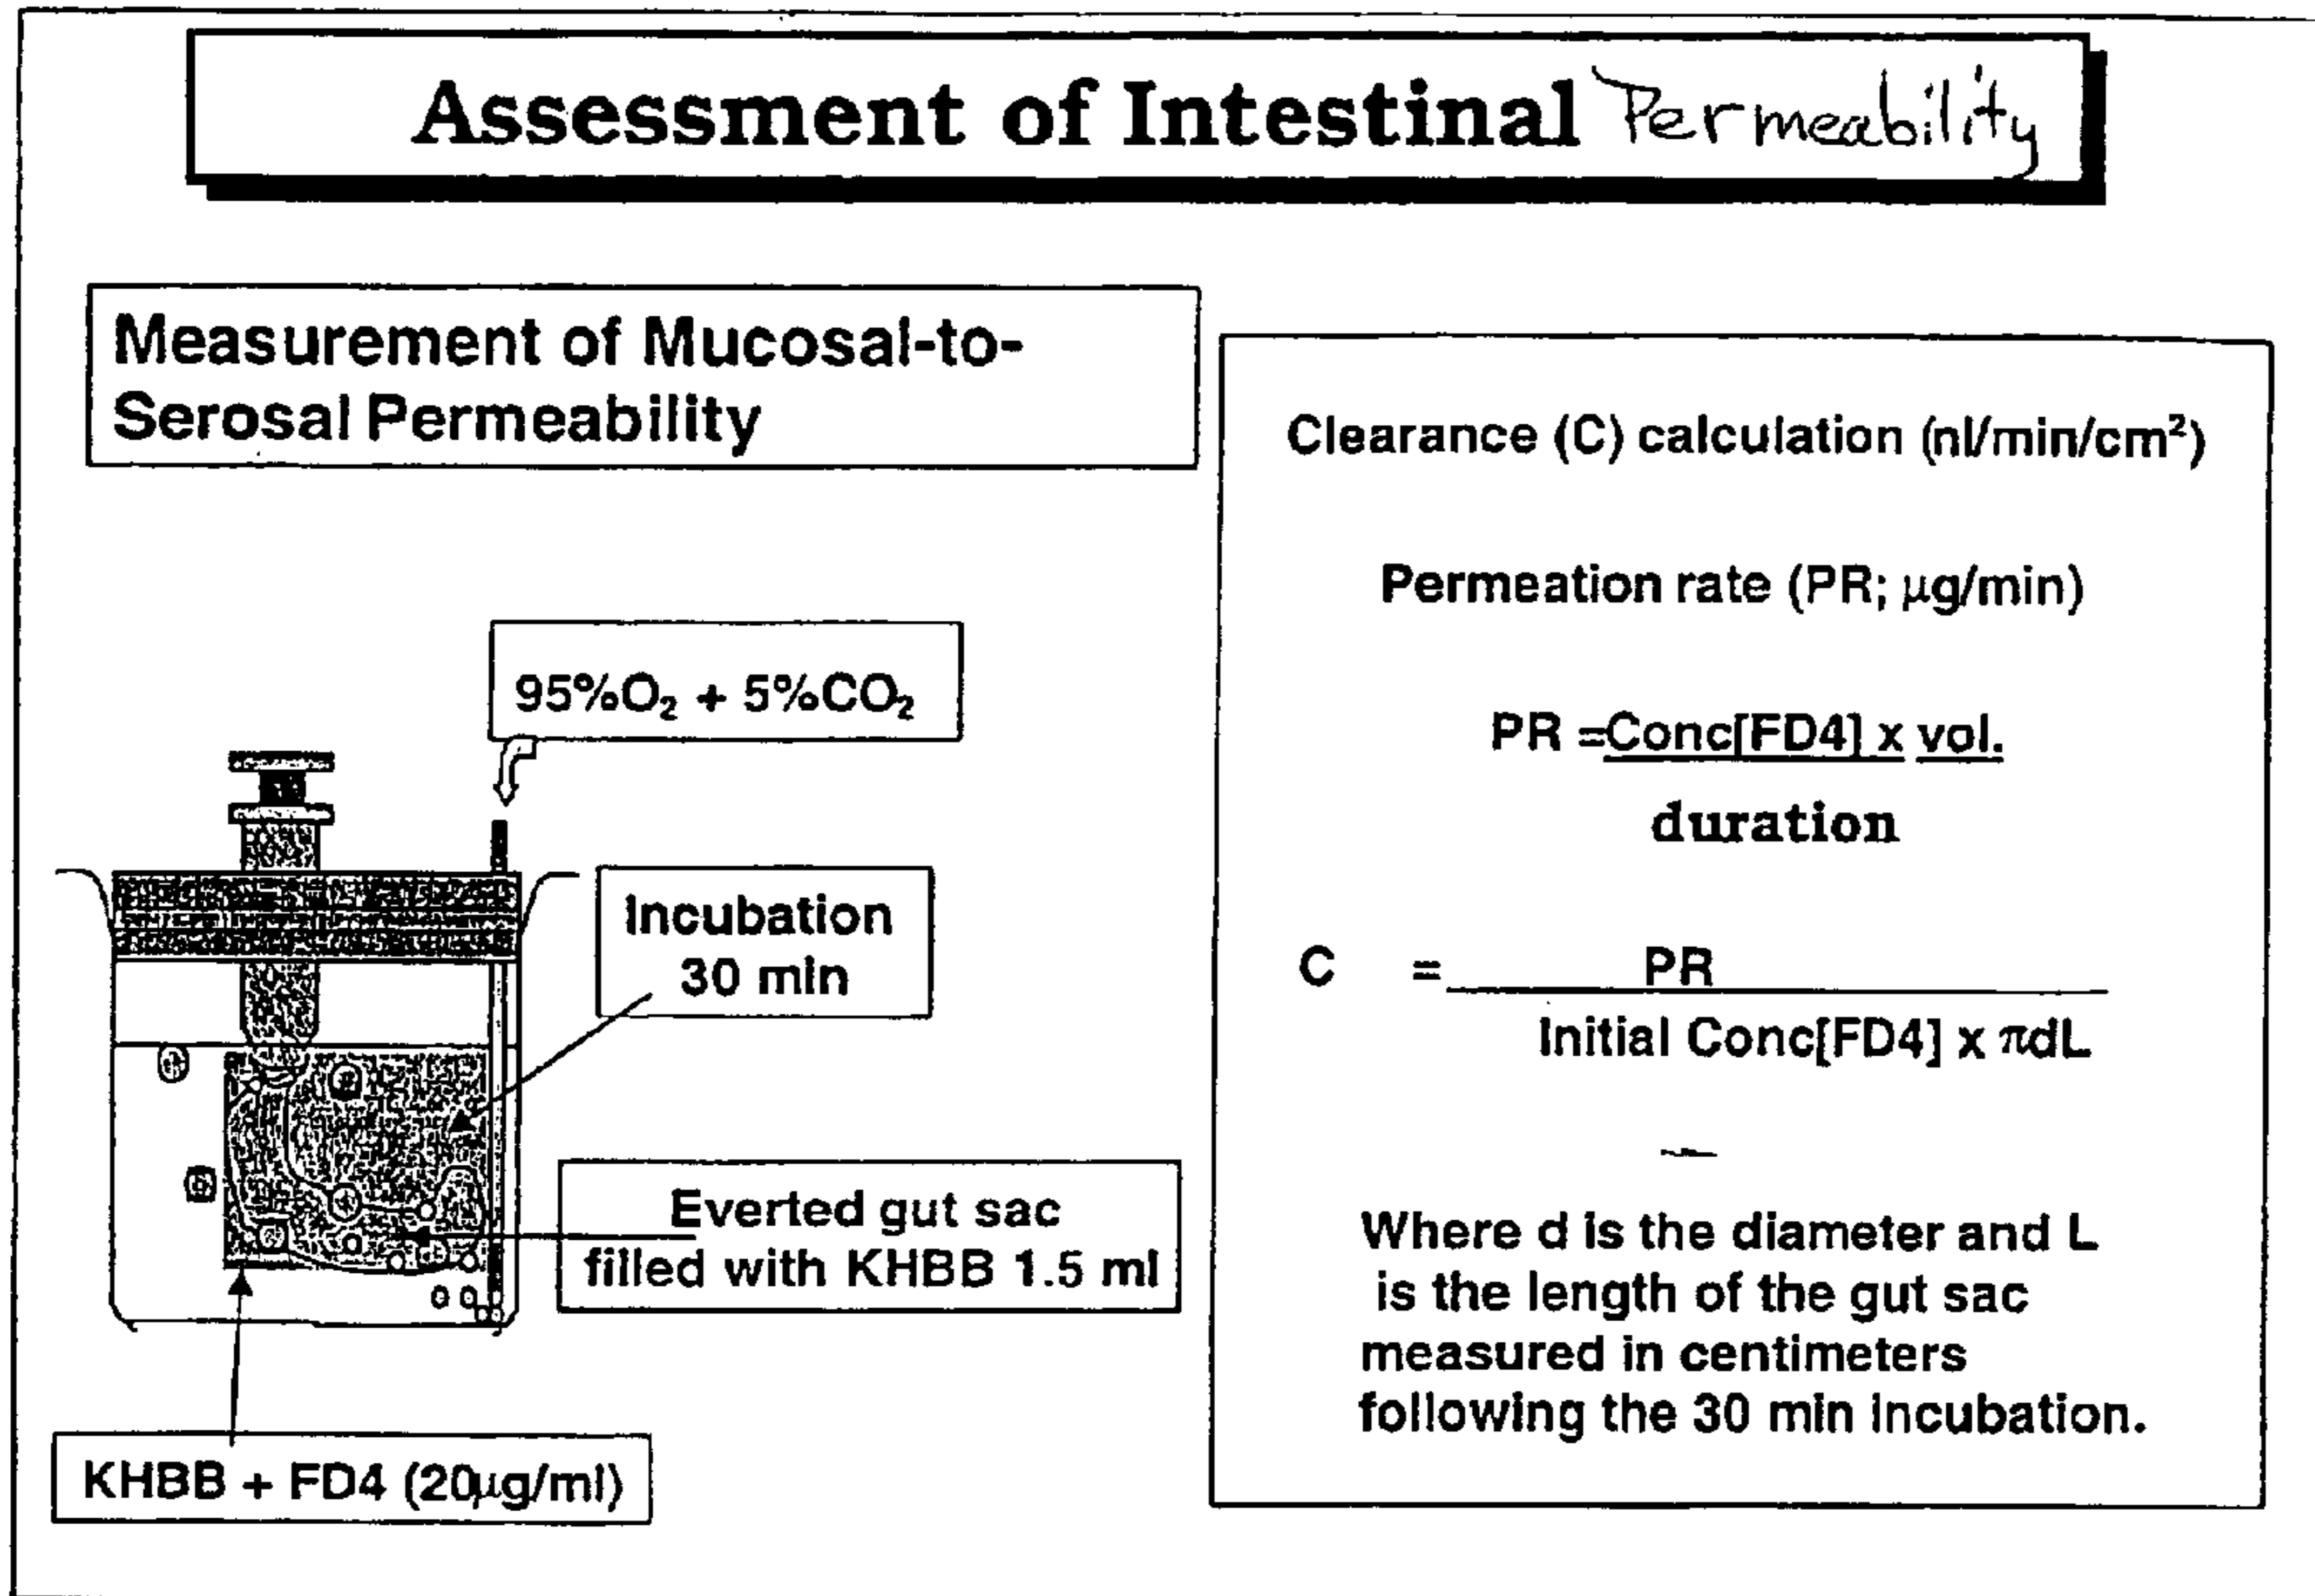 Assessment of Intestinal Permeability
Measurement of Mucosal-to-
Serosal Permeability
95%O₂ + 5%CO₂
Incubation
30 min
Everted gut sac
filled with KHBB 1.5 ml
KHBB + FD4 (20μg/ml)
Clearance (C) calculation (nl/min/cm²)
Permeation rate (PR; μg/min)
PR =Conc[FD4] x vol.
duration
C = PR
Initial Conc[FD4] x πdL
Where d is the diameter and L
is the length of the gut sac
measured in centimeters
following the 30 min incubation.